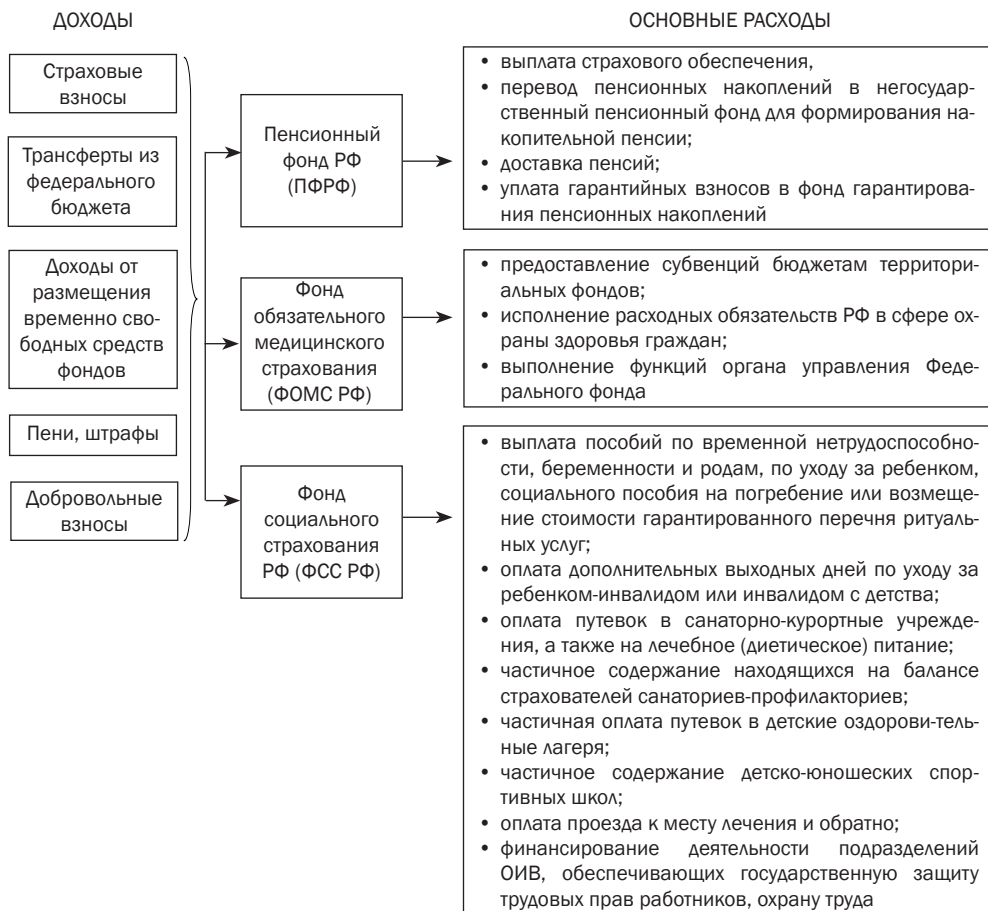 ДОХОДЫ
ОСНОВНЫЕ РАСХОДЫ
Страховые
взносы
Трансферты из
федерального
бюджета
Доходы от
размещения
временно сво-
бодных средств
фондов
Пени, штрафы
Добровольные
взносы
Пенсионный
фонд РФ
(ПФРФ)
• выплата страхового обеспечения,
• перевод пенсионных накоплений в негосудар-
ственный пенсионный фонд для формирования на-
копительной пенсии;
• доставка пенсий;
• уплата гарантийных взносов в фонд гарантирова-
ния пенсионных накоплений
Фонд
обязательного
медицинского
страхования
(ФОМС РФ)
• предоставление субвенций бюджетам территори-
альных фондов;
• исполнение расходных обязательств РФ в сфере ох-
раны здоровья граждан;
• выполнение функций органа управления Феде-
рального фонда
Фонд
социального
страхования
РФ (ФСС РФ)
• выплата пособий по временной нетрудоспособно-
сти, беременности и родам, по уходу за ребенком,
социального пособия на погребение или возмеще-
ние стоимости гарантированного перечня ритуаль-
ных услуг;
• оплата дополнительных выходных дней по уходу за
ребенком-инвалидом или инвалидом с детства;
• оплата путевок в санаторно-курортные учрежде-
ния, а также на лечебное (диетическое) питание;
• частичное содержание находящихся на балансе
страхователей санаториев-профилакториев;
• частичная оплата путевок в детские оздорови-тель-
ные лагеря;
• частичное содержание детско-юношеских спор-
тивных школ;
• оплата проезда к месту лечения и обратно;
• финансирование деятельности подразделений
ОИВ, обеспечивающих государственную защиту
трудовых прав работников, охрану труда